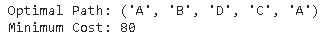 Optimal Path: ('A', 'B', 'D', 'C', 'A')
Minimum Cost: 80